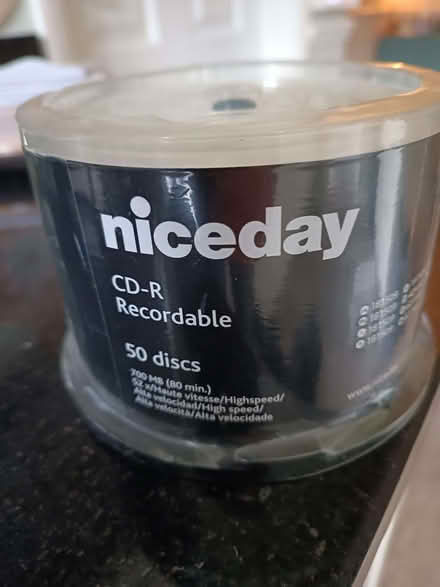 niceday
CD-R
Recordable
50 discs
700 MB (80 min.)
52 x/Haute vitesse/Highspeed/
Alta velocidad/High speed/
Alta velocità/Alta velocidade
www.